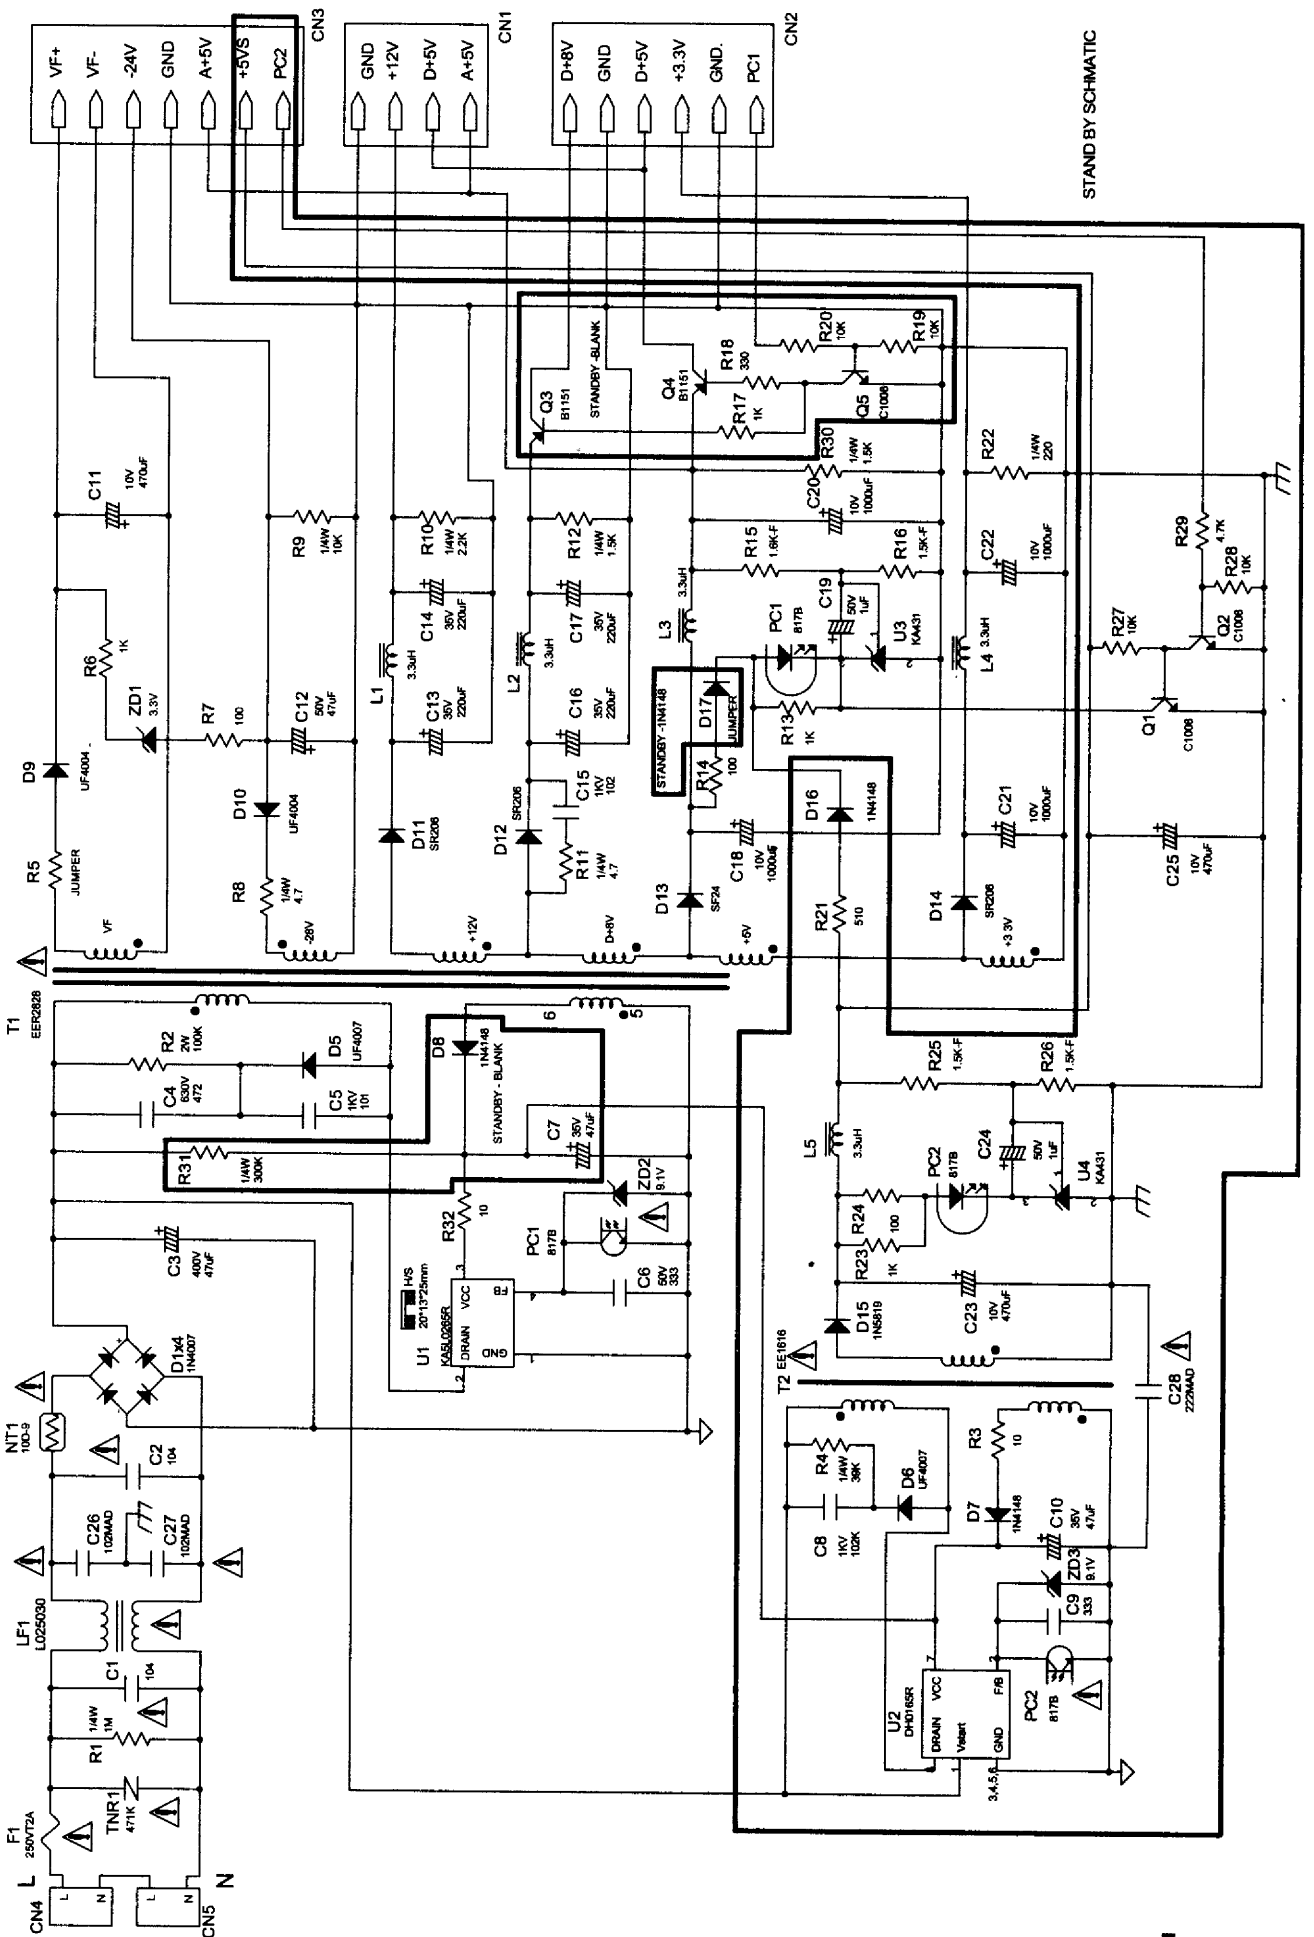 CN3
VF+
VF-
-24V
GND
A+5V
+5VS
PC2
CN1
GND
+12V
D+5V
A+5V
CN2
D+8V
GND
D+5V
+3.3V
GND.
PC1
STAND BY SCHMATIC
C11
10V
470uF
R6
1K
ZD1
3.3V
D9
UF4004
R5
JUMPER
VF
R7
100
C12
50V
47uF
R9
1/4W
10K
D10
UF4004
R8
1/4W
4.7
-28V
L1
3.3uH
R10
1/4W
2.2K
C14
35V
220uF
C13
35V
220uF
D11
SR206
+12V
L2
3.3uH
R12
1/4W
1.5K
C17
35V
220uF
C16
35V
220uF
C15
1KV
102
D12
SR206
R11
1/4W
4.7
D+8V
Q3
B1151
STANDBY -BLANK
Q4
B1151
R18
330
R17
1K
R20
10K
R19
10K
Q5
C1008
R30
1/4W
1.5K
C20
10V
1000uF
R15
1.6K-F
R16
1.5K-F
L3
3.3uH
C19
50V
1uF
PC1
817B
U3
KA431
STANDBY -1N4148
D17
JUMPER
R13
1K
R14
100
C18
10V
1000uF
D13
SF24
+5V
D16
1N4148
R21
510
R22
1/4W
220
C22
10V
1000uF
L4
3.3uH
C21
10V
1000uF
D14
SR206
+3 3V
R29
4.7K
R28
10K
R27
10K
Q2
C1008
Q1
C1008
C25
10V
470uF
T1
EER2828
R2
2W
100K
D5
UF4007
C4
630V
472
C5
1KV
101
R31
1/4W
300K
D8
1N4148
STANDBY - BLANK
6
5
C7
35V
47uF
ZD2
9.1V
R32
10
PC1
817B
C6
50V
333
C3
400V
47uF
H/S
20*13*25mm
U1
KA5L0265R
DRAIN
VCC
GND
FB
2
3
4
1
D1x4
1N4007
NT1
10D-9
C2
104
C26
102MAD
C27
102MAD
LF1
L025030
C1
104
R1
1/4W
1M
TNR1
471K
F1
250VT2A
L
N
CN4
L
N
CN5
L
N
R25
1.5K-F
R26
1.5K-F
L5
3.3uH
PC2
817B
C24
50V
1uF
U4
KA431
1
R24
100
R23
1K
C23
10V
470uF
D15
1N5819
T2
EE1616
C28
222MAD
R3
10
R4
1/4W
39K
D6
UF4007
D7
1N4148
C8
1KV
102K
C10
35V
47uF
ZD3
9.1V
C9
333
PC2
817B
U2
DH0165R
DRAIN
VCC
Vstart
GND
F/B
7
2
1
3,4,5,6